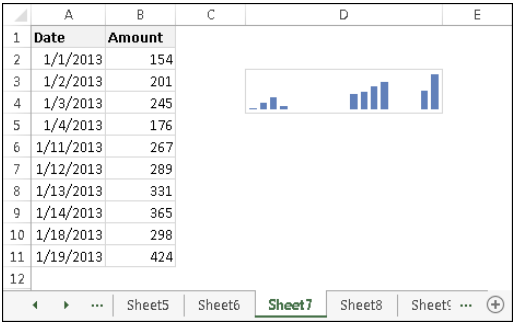 A B C D E
1 Date Amount
2 1/1/2013 154
3 1/2/2013 201
4 1/3/2013 245
5 1/4/2013 176
6 1/11/2013 267
7 1/12/2013 289
8 1/13/2013 331
9 1/14/2013 365
10 1/18/2013 298
11 1/19/2013 424
12
... Sheet5 Sheet6 Sheet7 Sheet8 Sheet9 ...